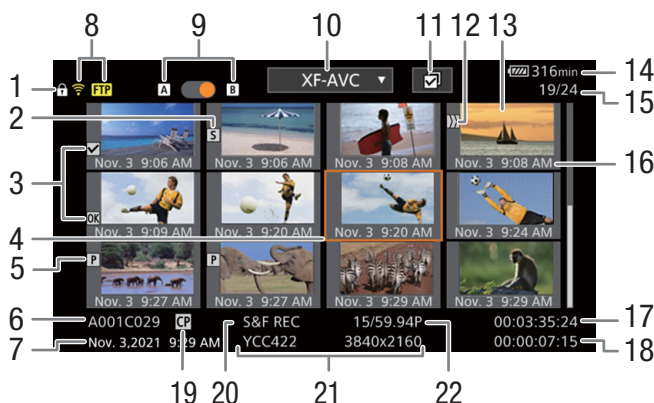 8 9 10 11 12 13
1 FTP A B XF-AVC 316min 14
19/24 15
2 S
Nov. 3 9:06 AM Nov. 3 9:06 AM Nov. 3 9:08 AM Nov. 3 9:08 AM 16
3
OK
Nov. 3 9:09 AM Nov. 3 9:20 AM Nov. 3 9:20 AM Nov. 3 9:24 AM
4
5 P P
Nov. 3 9:27 AM Nov. 3 9:27 AM Nov. 3 9:29 AM Nov. 3 9:29 AM
6 A001C029 CP S&F REC 15/59.94P 00:03:35:24 17
7 Nov. 3,2021 9:29 AM YCC422 3840x2160 00:00:07:15 18
19 20 21 22